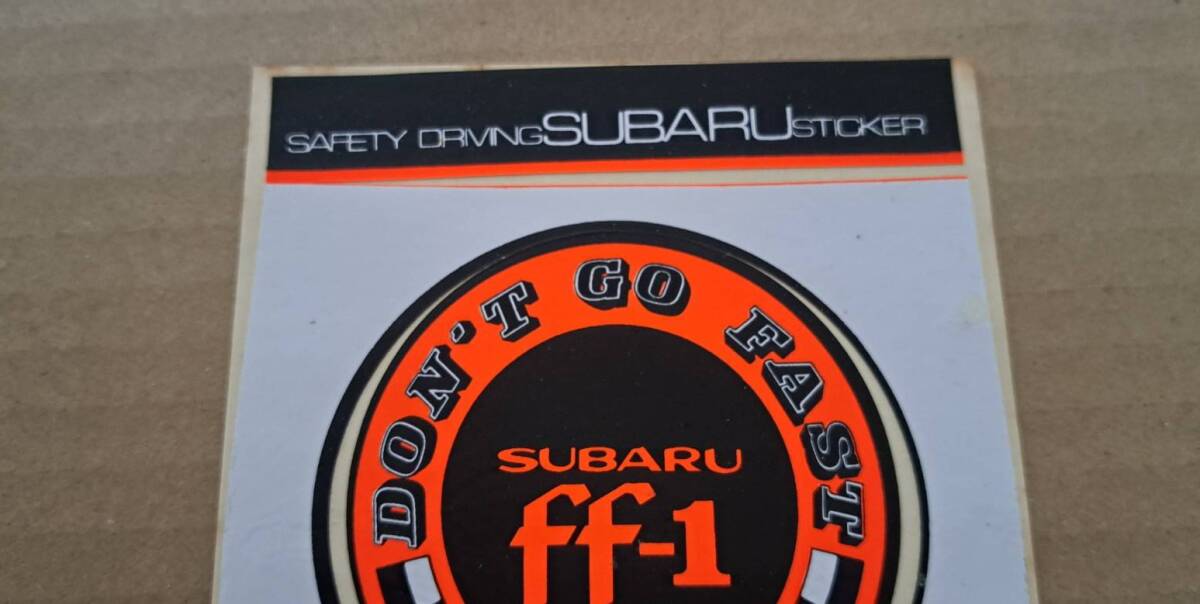 SAFETY DRIVING SUBARU STICKER
DON'T GO FAST
SUBARU
ff-1